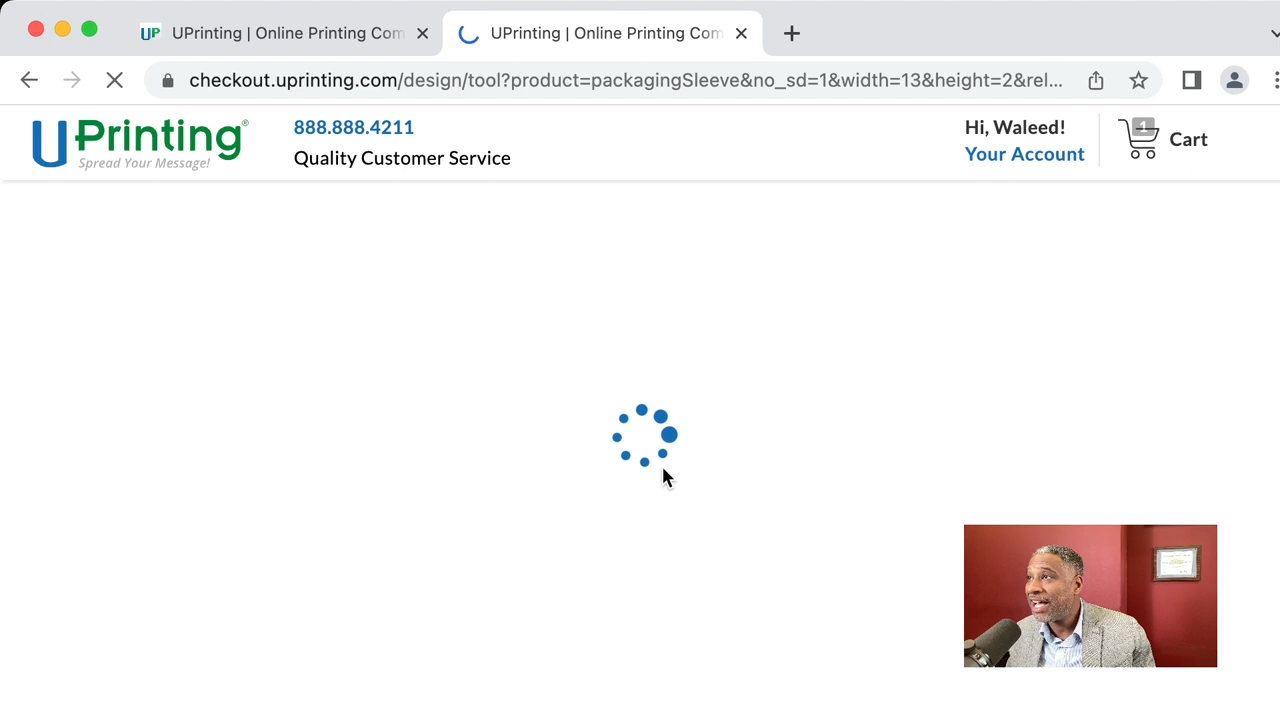 UP UPrinting | Online Printing Com
UPrinting | Online Printing Com
checkout.uprinting.com/design/tool?product=packagingSleeve&no_sd=1&width=13&height=2&rel...
UPrinting®
Spread Your Message!
888.888.4211
Quality Customer Service
Hi, Waleed!
Your Account
1
Cart